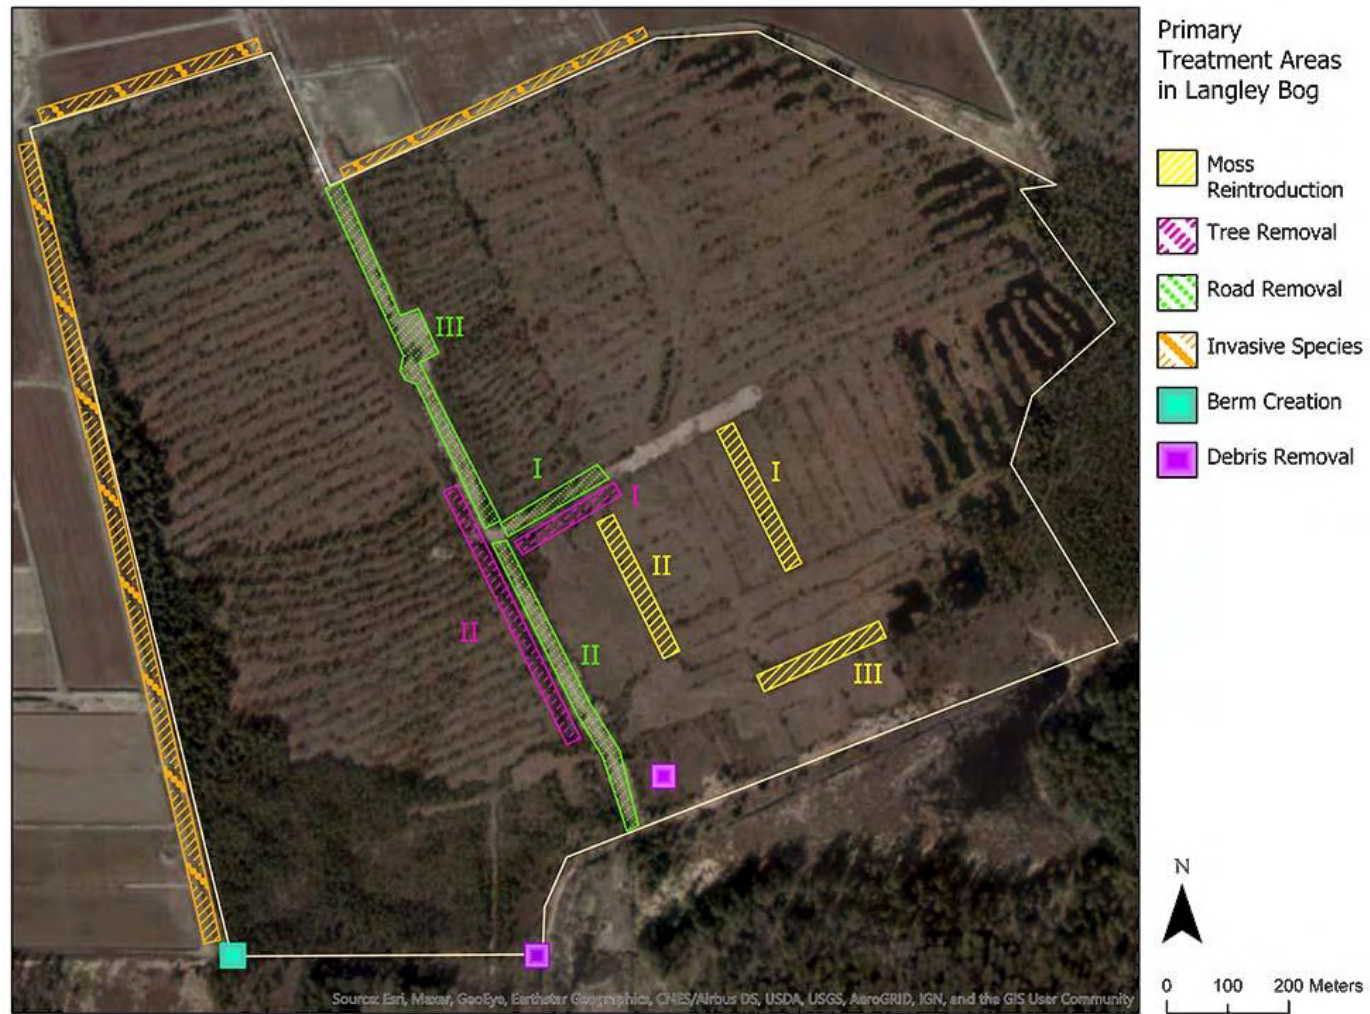 Primary
Treatment Areas
in Langley Bog
Moss
Reintroduction
Tree Removal
Road Removal
Invasive Species
Berm Creation
Debris Removal
III
I
I
I
II
II
II
III
N
0 100 200 Meters
Source: Esri, Maxar, GeoEye, Earthstar Geographics, CNES/Airbus DS, USDA, USGS, AeroGRID, IGN, and the GIS User Community